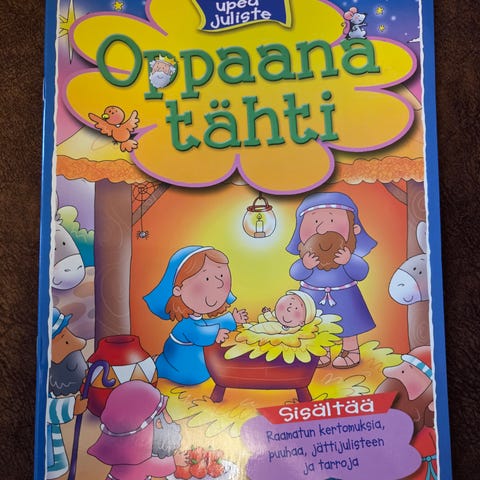 upea
juliste
Oppaana
tähti
Sisältää
Raamatun kertomuksia,
puuhaa, jättijulisteen
ja tarroja